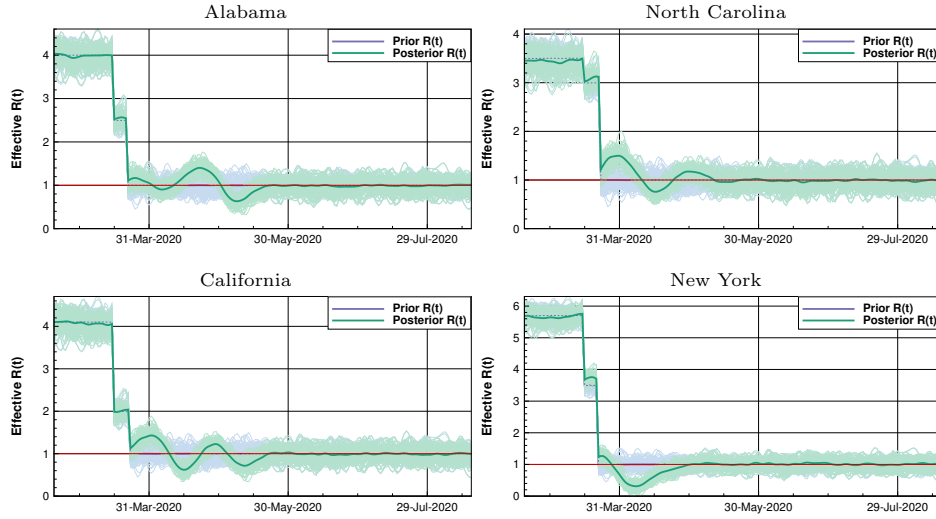 Alabama
Effective R(t)
4
3
2
1
0
Prior R(t)
Posterior R(t)
31-Mar-2020
30-May-2020
29-Jul-2020
North Carolina
Effective R(t)
4
3
2
1
0
Prior R(t)
Posterior R(t)
31-Mar-2020
30-May-2020
29-Jul-2020
California
Effective R(t)
4
3
2
1
0
Prior R(t)
Posterior R(t)
31-Mar-2020
30-May-2020
29-Jul-2020
New York
Effective R(t)
6
5
4
3
2
1
0
Prior R(t)
Posterior R(t)
31-Mar-2020
30-May-2020
29-Jul-2020